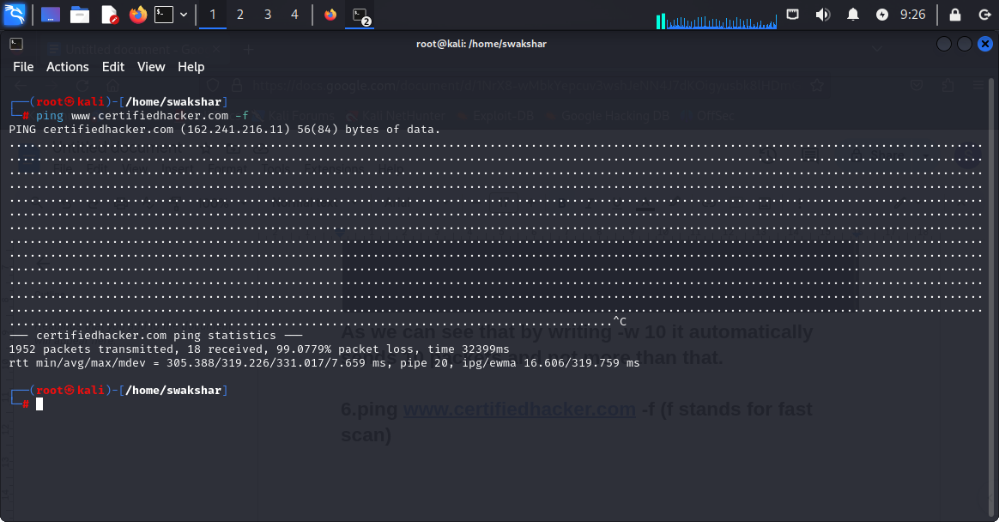 1 2 3 4 2 9:26
root@kali: /home/swakshar
File Actions Edit View Help
┌──(root㉿kali)-[/home/swakshar]
└─# ping www.certifiedhacker.com -f
PING certifiedhacker.com (162.241.216.11) 56(84) bytes of data.
^C
--- certifiedhacker.com ping statistics ---
1952 packets transmitted, 18 received, 99.0779% packet loss, time 32399ms
rtt min/avg/max/mdev = 305.388/319.226/331.017/7.659 ms, pipe 20, ipg/ewma 16.606/319.759 ms
┌──(root㉿kali)-[/home/swakshar]
└─#
As we can see that by writing -w 10 it automatically
and not more than that.
6.ping www.certifiedhacker.com -f (f stands for fast
scan)